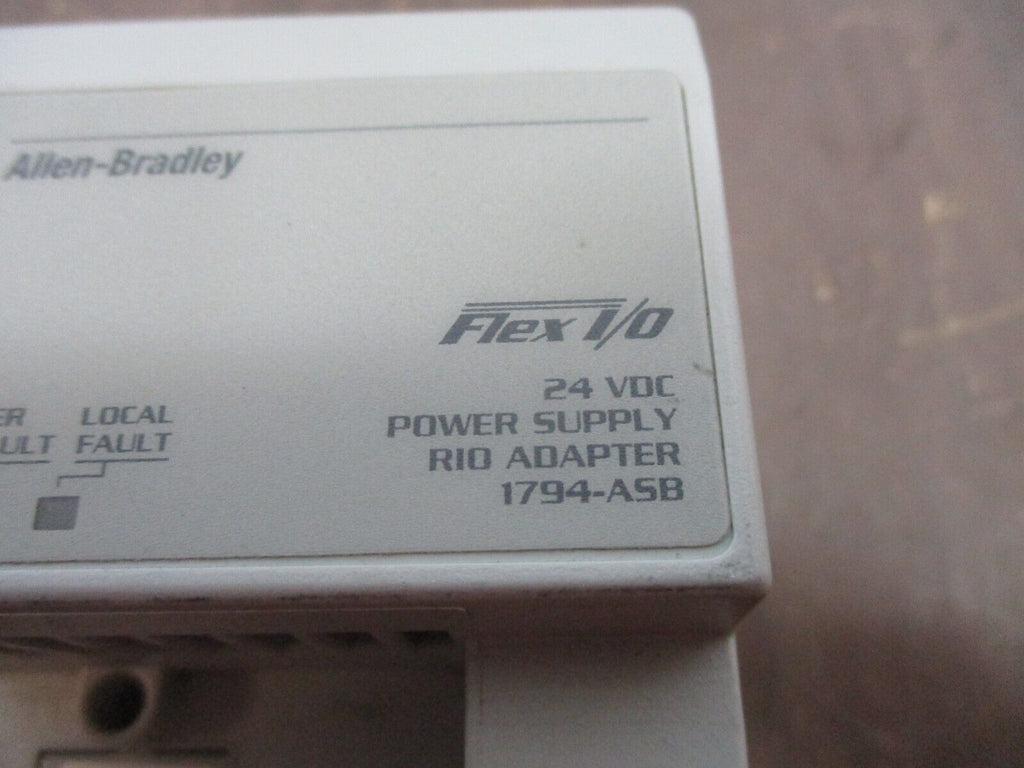 Allen-Bradley
Flex I/O
24 VDC
POWER SUPPLY
RIO ADAPTER
1794-ASB
LOCAL
FAULT